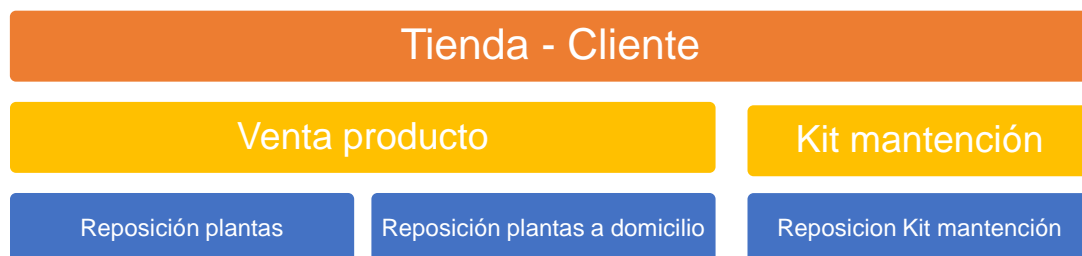 Tienda - Cliente
Venta producto
Kit mantención
Reposición plantas
Reposición plantas a domicilio
Reposicion Kit mantención